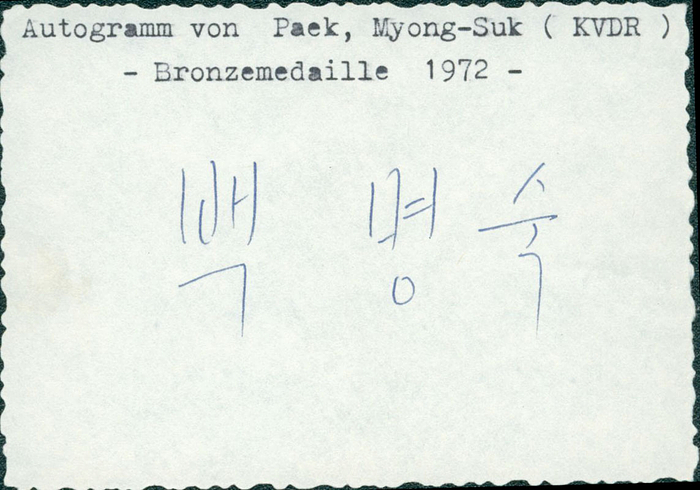 Autogramm von Paek, Myong-Suk ( KVDR )
- Bronzemedaille 1972 -
백 명 숙